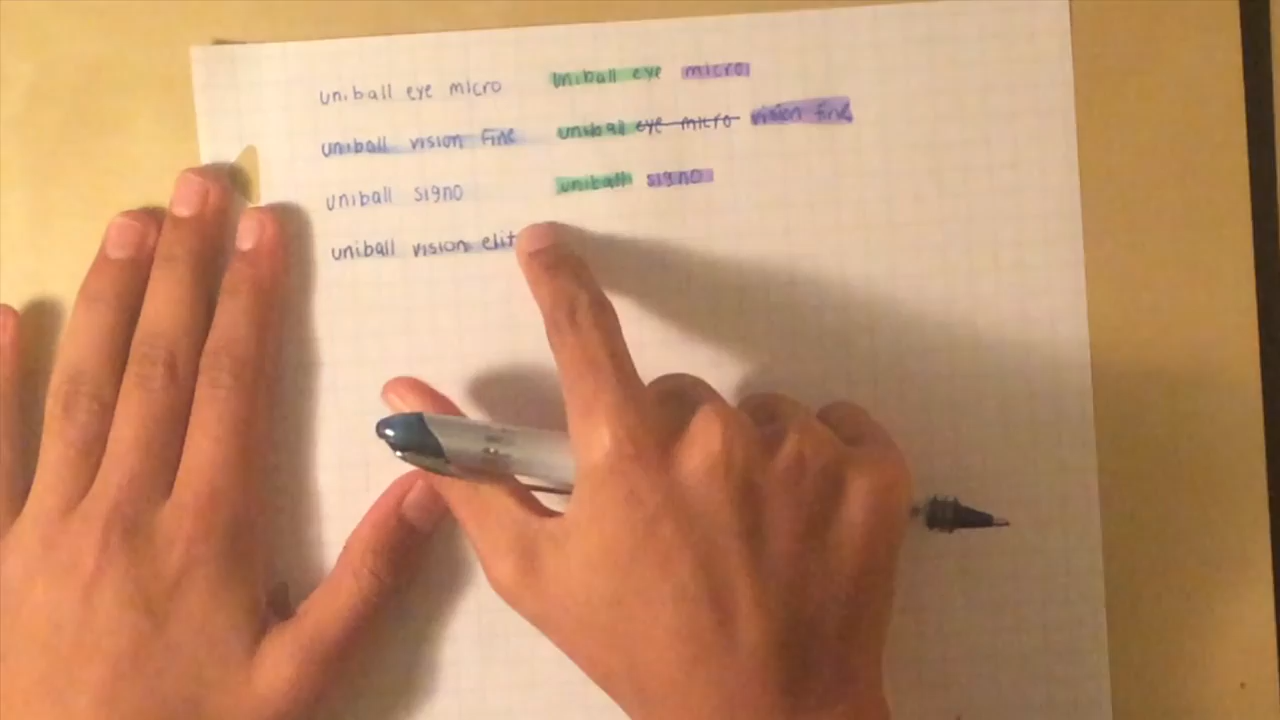 uniball eye micro uniball eye micro
uniball vision fine uniball eye micro vision fine
uniball signo uniball signo
uniball vision elit